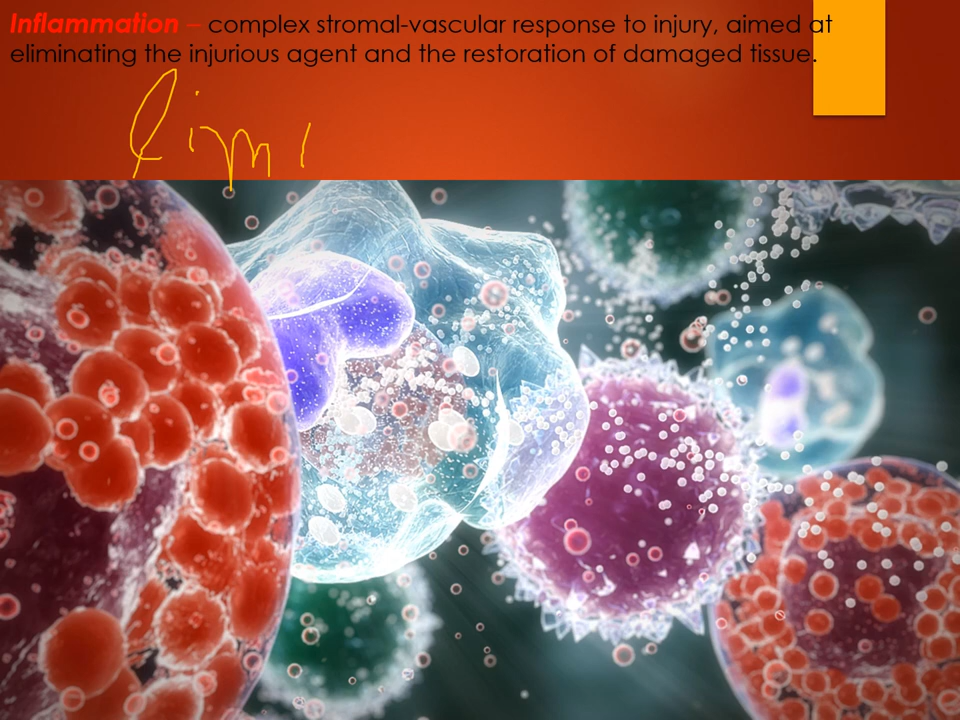 Inflammation – complex stromal-vascular response to injury, aimed at
eliminating the injurious agent and the restoration of damaged tissue.